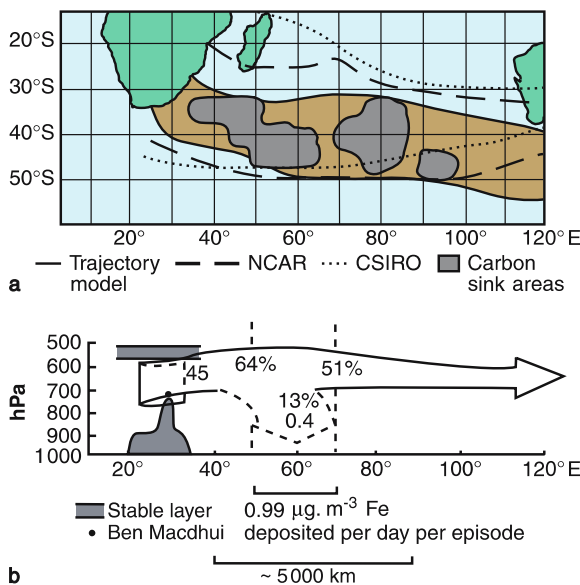 20°S
30°S
40°S
50°S
20° 40° 60° 80° 100° 120°E
Trajectory model NCAR CSIRO Carbon sink areas
a
500
600
700
800
900
1000
hPa
45 64% 51%
13%
0.4
20° 40° 60° 80° 100° 120°E
Stable layer 0.99 μg. m⁻³ Fe
• Ben Macdhui deposited per day per episode
b ~ 5000 km